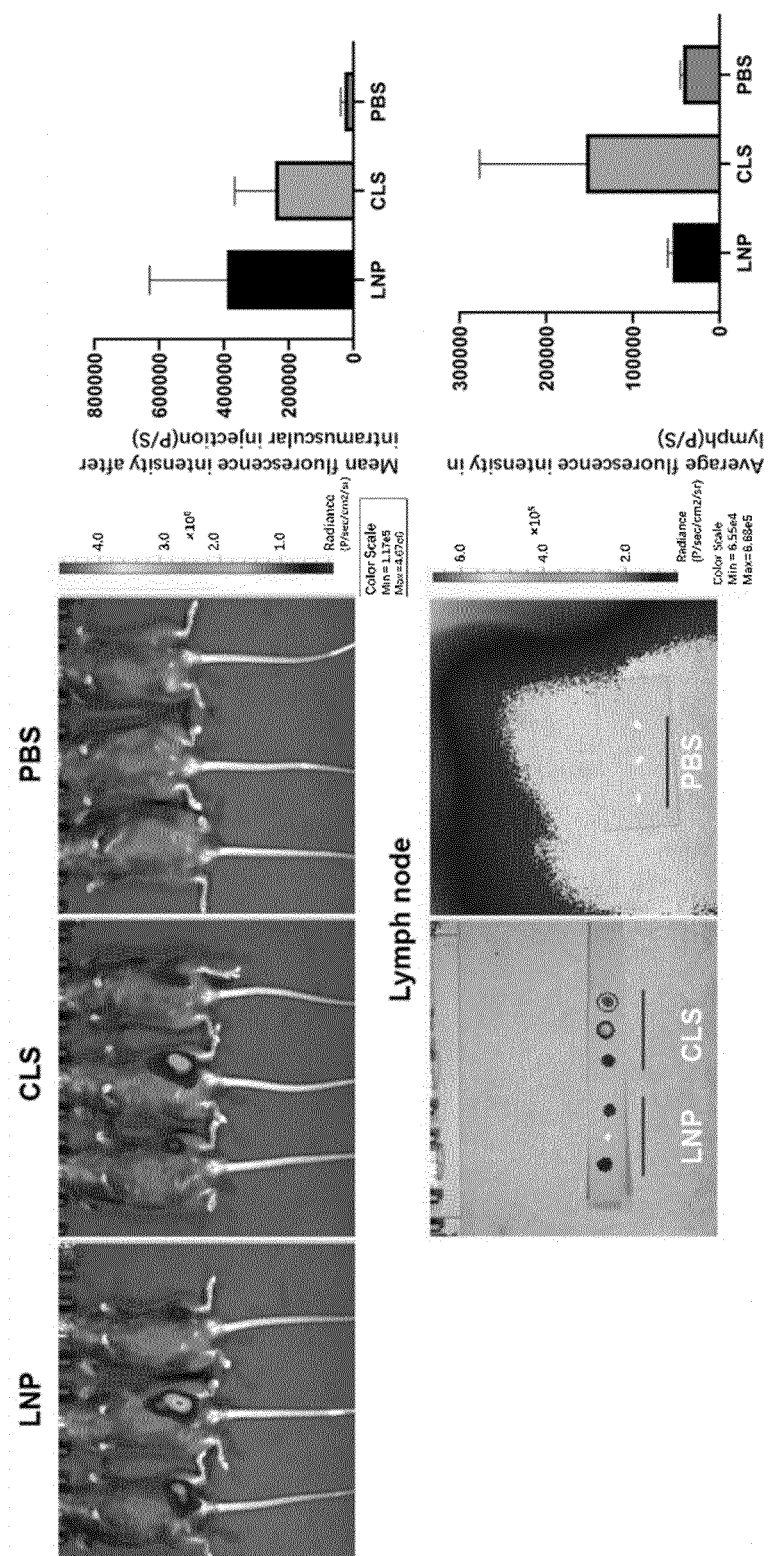 LNP
CLS
PBS
4.0
3.0
×10⁶
2.0
1.0
Radiance
(P/sec/cm2/sr)
Color Scale
Min = 1.17e5
Max=4.67e6
Mean fluorescence intensity after
intramuscular injection(P/S)
800000
600000
400000
200000
0
LNP
CLS
PBS
Lymph node
LNP
CLS
PBS
6.0
×10⁵
4.0
2.0
Radiance
(P/sec/cm2/sr)
Color Scale
Min = 6.55e4
Max=6.68e5
Average fluorescence intensity in
lymph(P/S)
300000
200000
100000
0
LNP
CLS
PBS